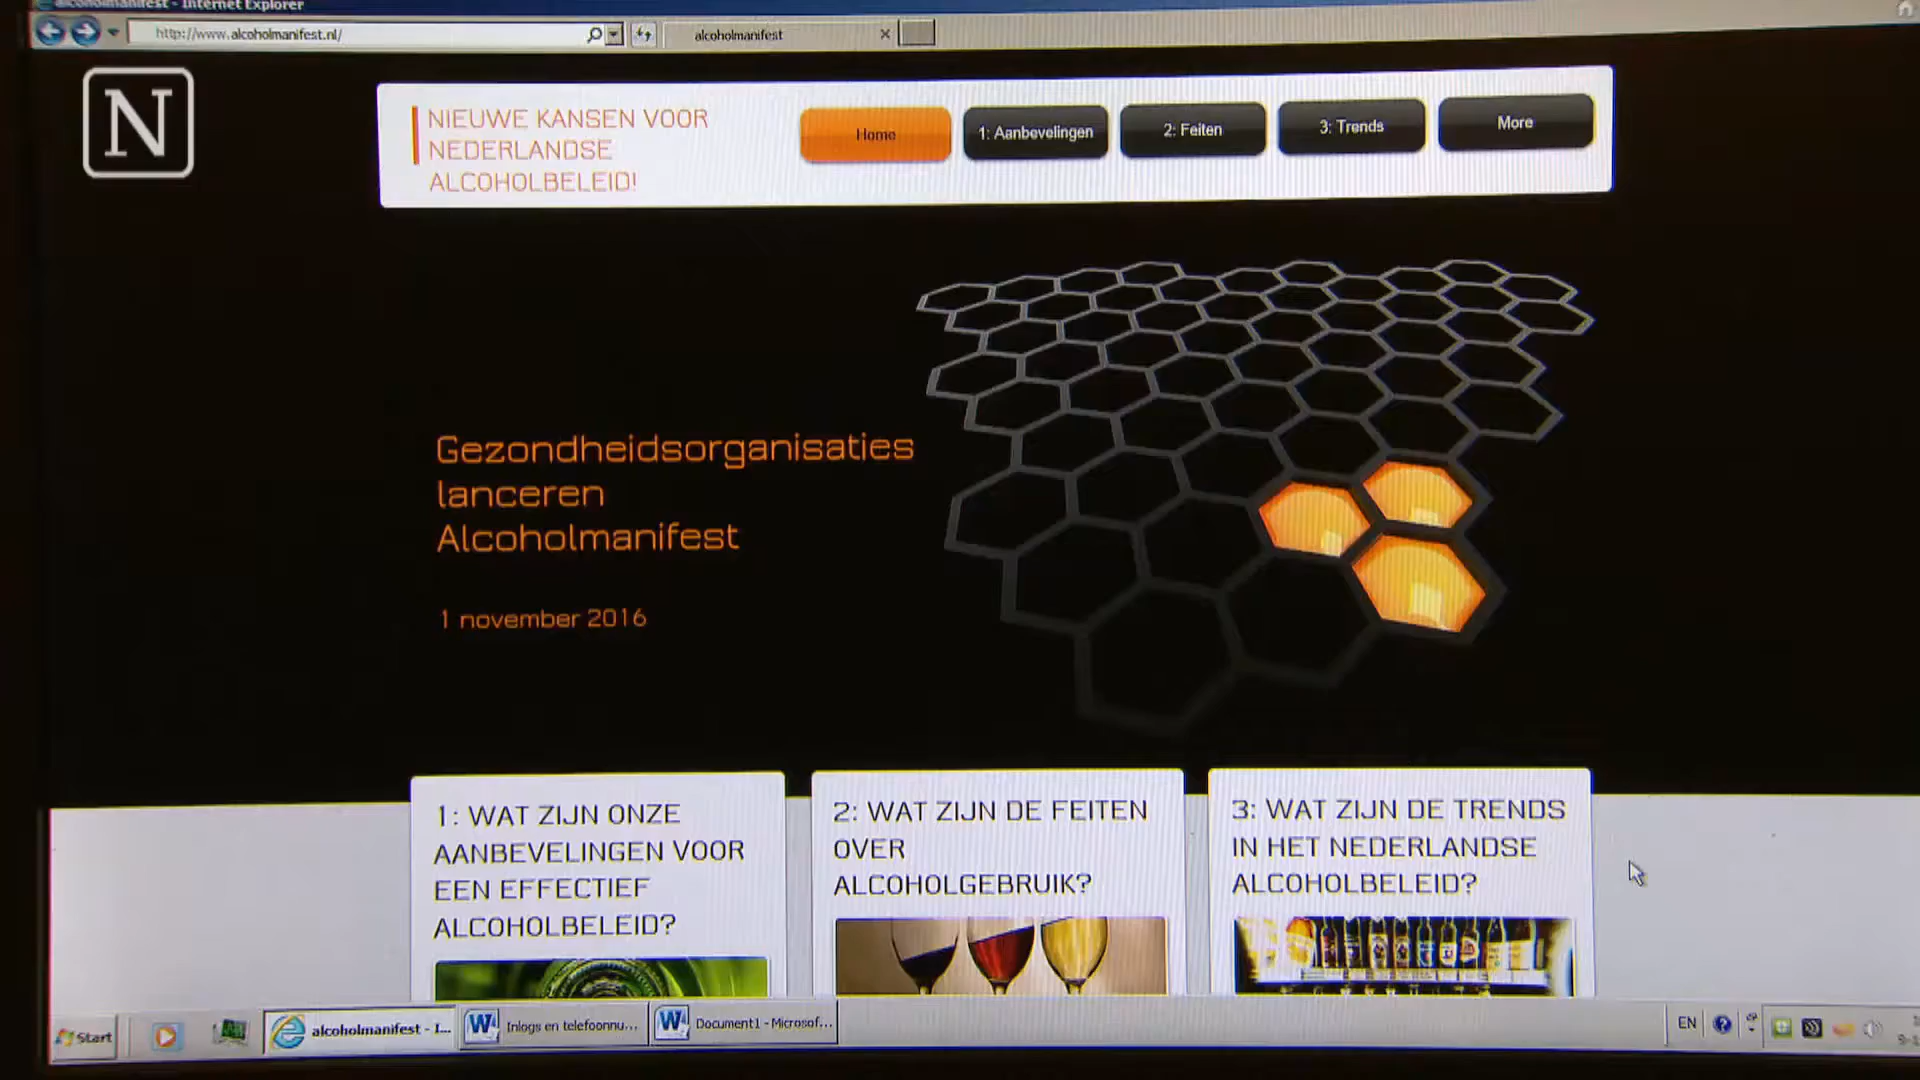 alcoholmanifest - Internet Explorer
http://www.alcoholmanifest.nl/
alcoholmanifest
N
NIEUWE KANSEN VOOR
NEDERLANDSE
ALCOHOLBELEID!
Home
1: Aanbevelingen
2: Feiten
3: Trends
More
Gezondheidsorganisaties
lanceren
Alcoholmanifest
1 november 2016
1: WAT ZIJN ONZE
AANBEVELINGEN VOOR
EEN EFFECTIEF
ALCOHOLBELEID?
2: WAT ZIJN DE FEITEN
OVER
ALCOHOLGEBRUIK?
3: WAT ZIJN DE TRENDS
IN HET NEDERLANDSE
ALCOHOLBELEID?
Start
alcoholmanifest - I...
Inlogs en telefoonnu...
Document1 - Microsof...
EN